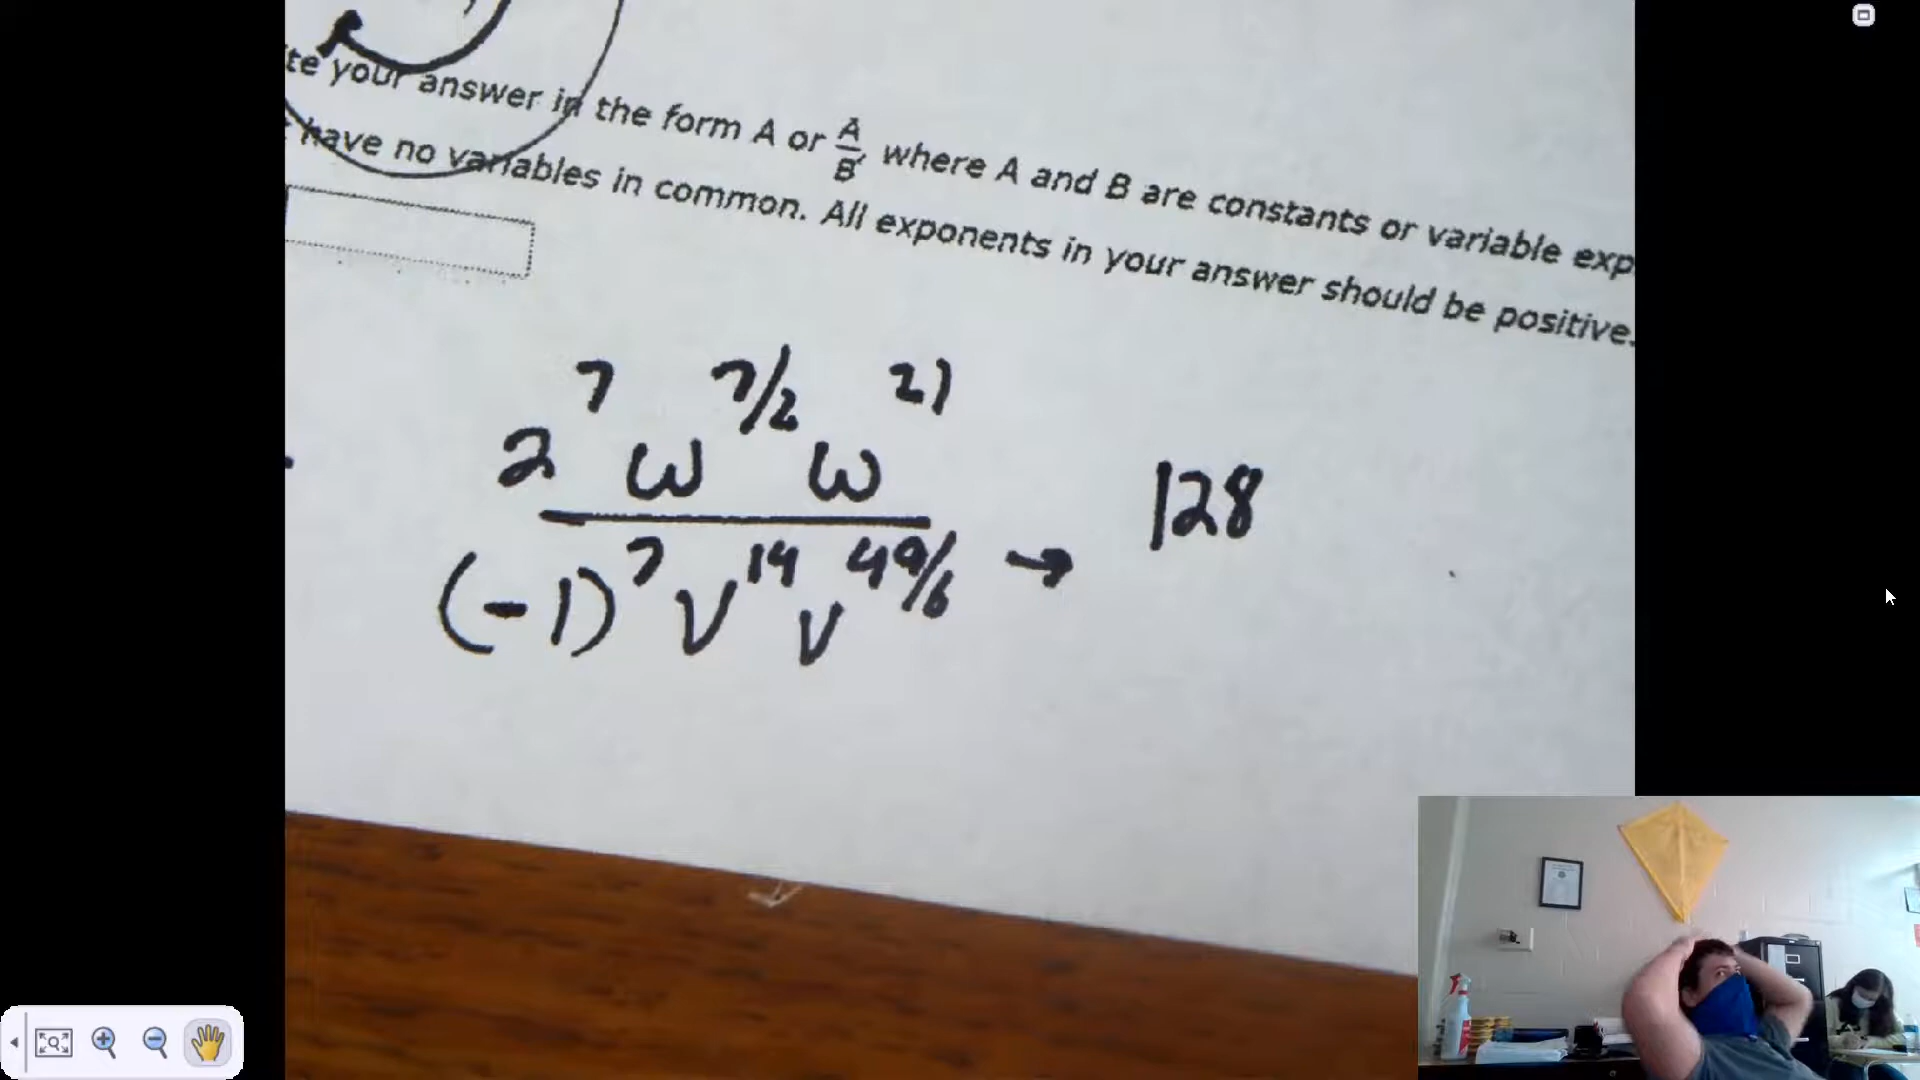 te your answer in the form A or A/B, where A and B are constants or variable exp
have no variables in common. All exponents in your answer should be positive.
2^7 ω^7/2 ω^21
(-1)^7 V^14 V^49/6 → 128